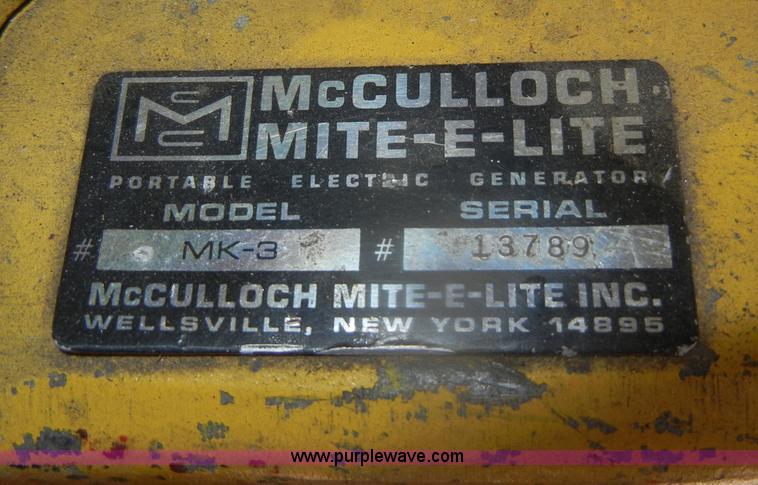 McCULLOCH
MITE-E-LITE
PORTABLE ELECTRIC GENERATOR
MODEL SERIAL
# MK-3 # 13789
McCULLOCH MITE-E-LITE INC.
WELLSVILLE, NEW YORK 14895
www.purplewave.com